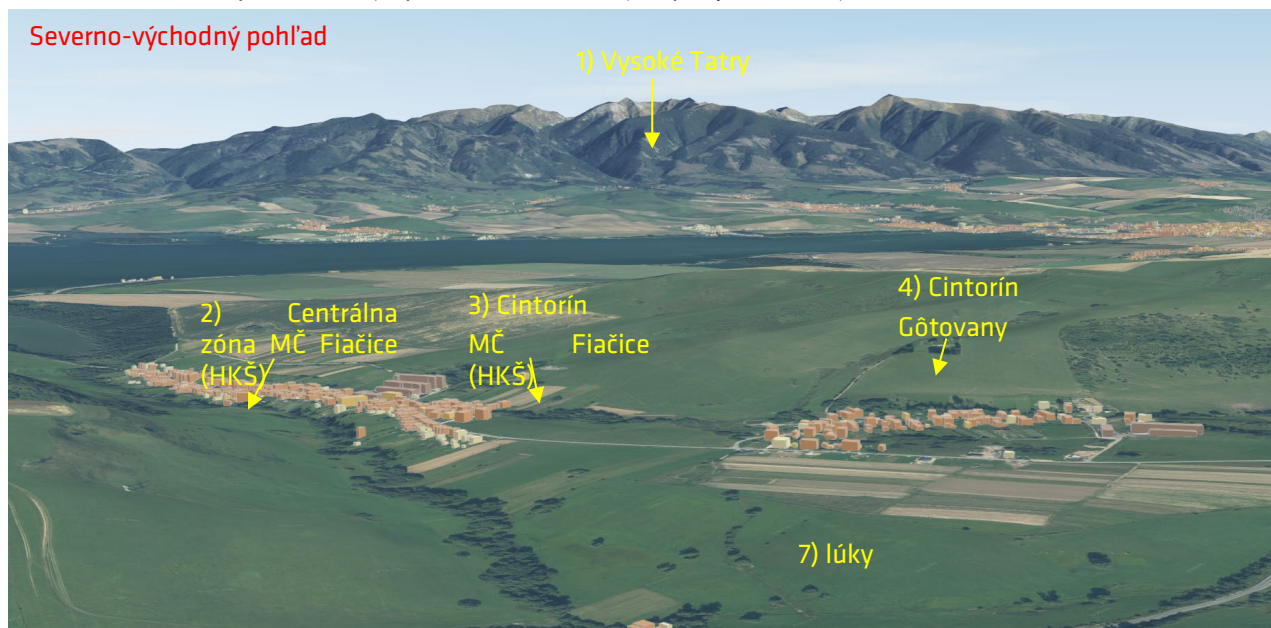 Severno-východný pohľad
1) Vysoké Tatry
2) Centrálna
zóna MČ Fiačice
(HKŠ)
3) Cintorín
MČ Fiačice
(HKŠ)
4) Cintorín
Gôtovany
7) lúky